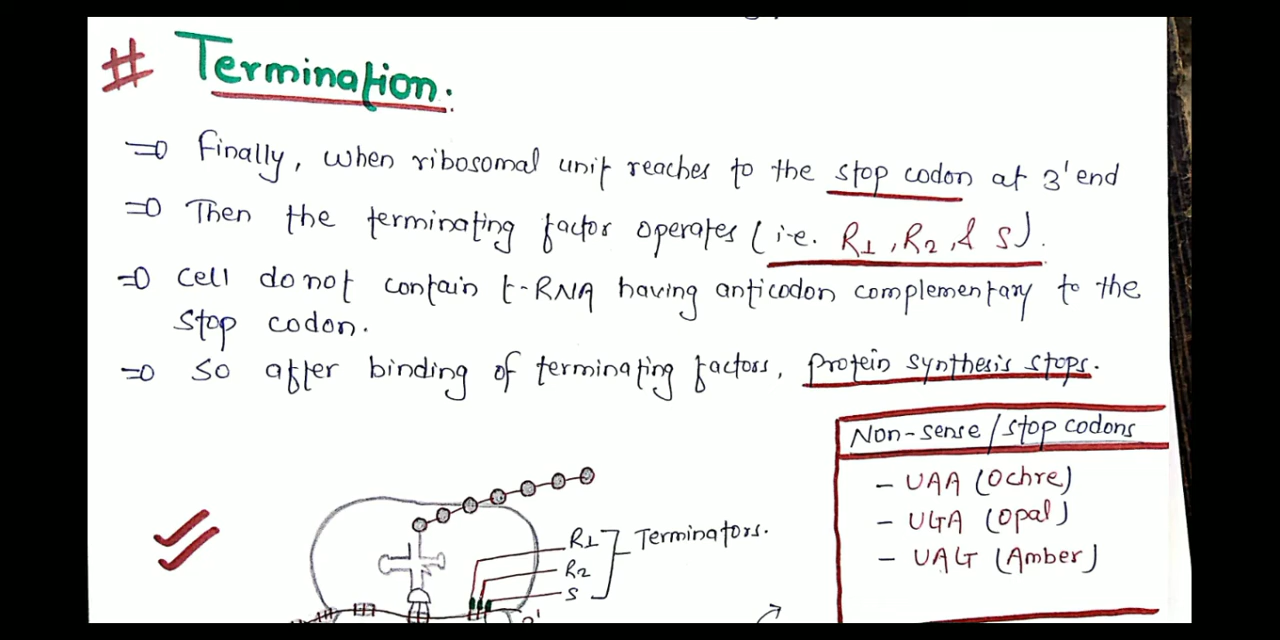 # Termination.
⇒ Finally, when ribosomal unit reaches to the stop codon at 3' end
⇒ Then the terminating factor operates (i.e. R1, R2, & S).
⇒ Cell do not contain t-RNA having anticodon complementary to the
stop codon.
⇒ So after binding of terminating factors, protein synthesis stops.
Non-sense/stop codons
- UAA (Ochre)
- UGA (Opal)
- UAG (Amber)
R1
R2
S
Terminators.